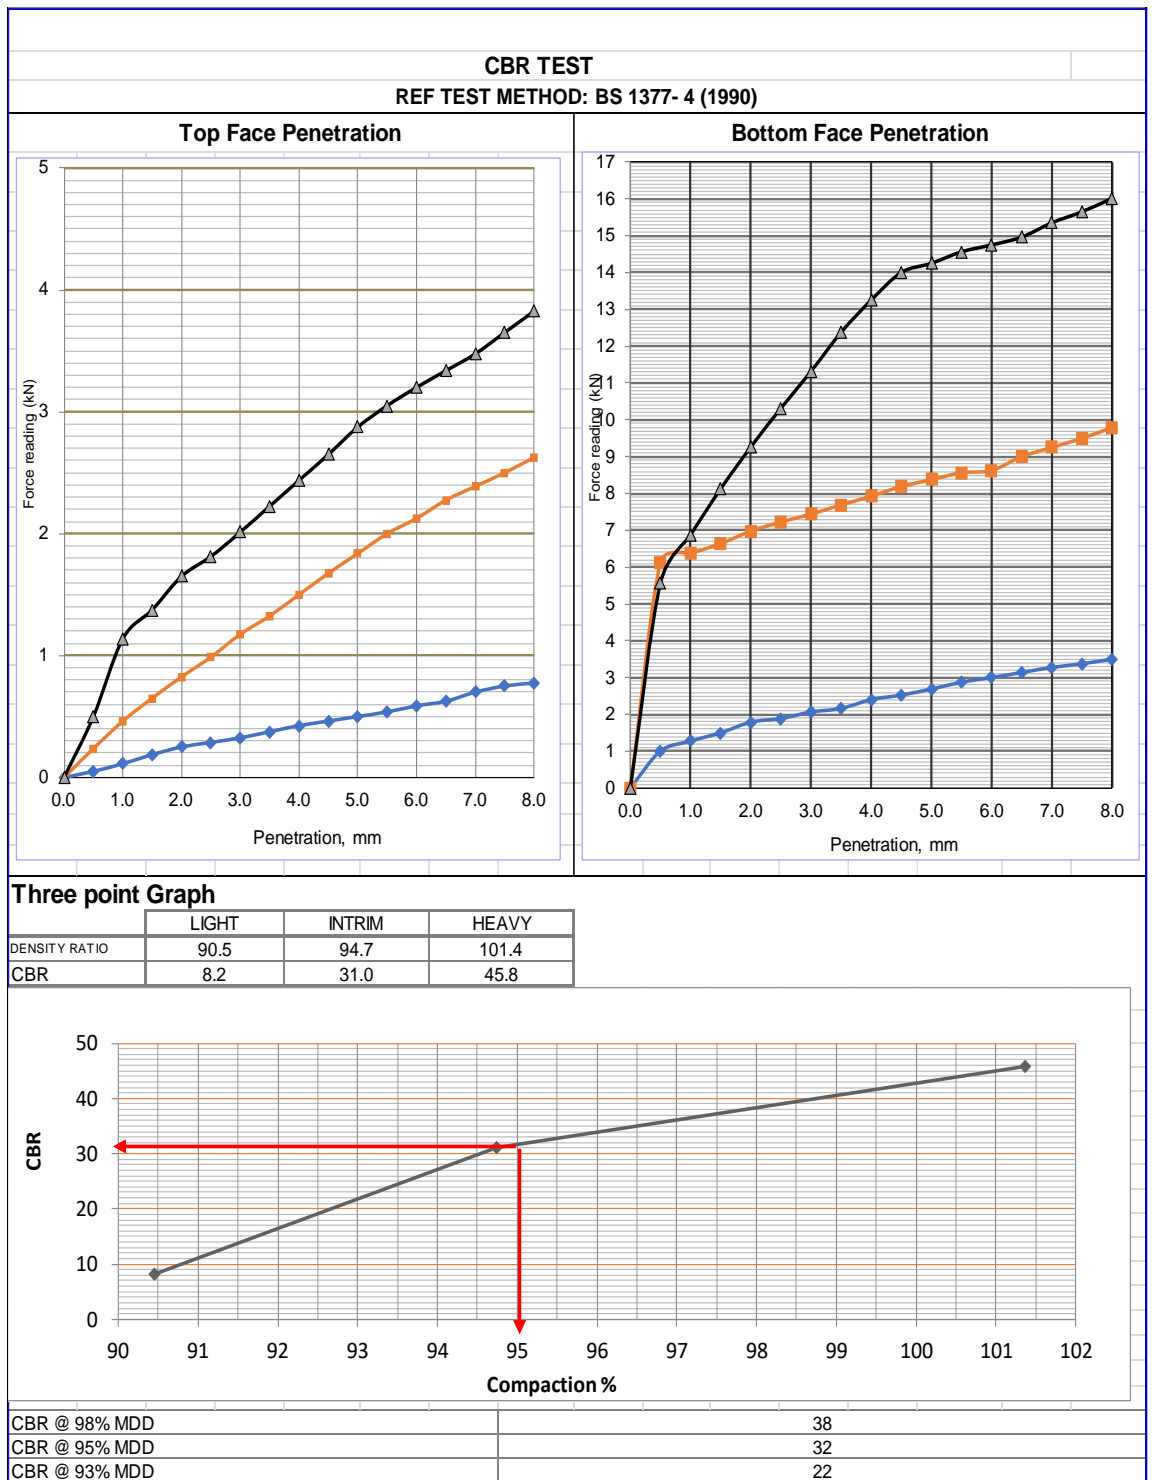 CBR TEST
REF TEST METHOD: BS 1377- 4 (1990)
Top Face Penetration
5
4
3
2
1
0
Force reading (kN)
0.0 1.0 2.0 3.0 4.0 5.0 6.0 7.0 8.0
Penetration, mm
Bottom Face Penetration
17
16
15
14
13
12
11
10
9
8
7
6
5
4
3
2
1
0
Force reading (kN)
0.0 1.0 2.0 3.0 4.0 5.0 6.0 7.0 8.0
Penetration, mm
Three point Graph
LIGHT INTRIM HEAVY
DENSITY RATIO 90.5 94.7 101.4
CBR 8.2 31.0 45.8
50
40
30
20
10
0
CBR
90 91 92 93 94 95 96 97 98 99 100 101 102
Compaction %
CBR @ 98% MDD 38
CBR @ 95% MDD 32
CBR @ 93% MDD 22